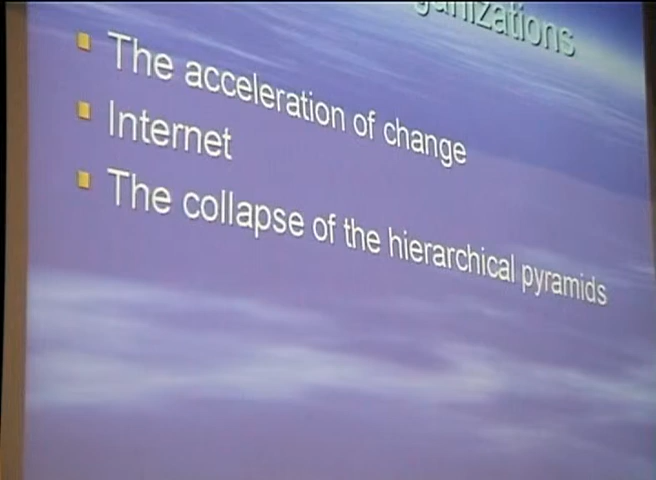 The acceleration of change
Internet
The collapse of the hierarchical pyramids